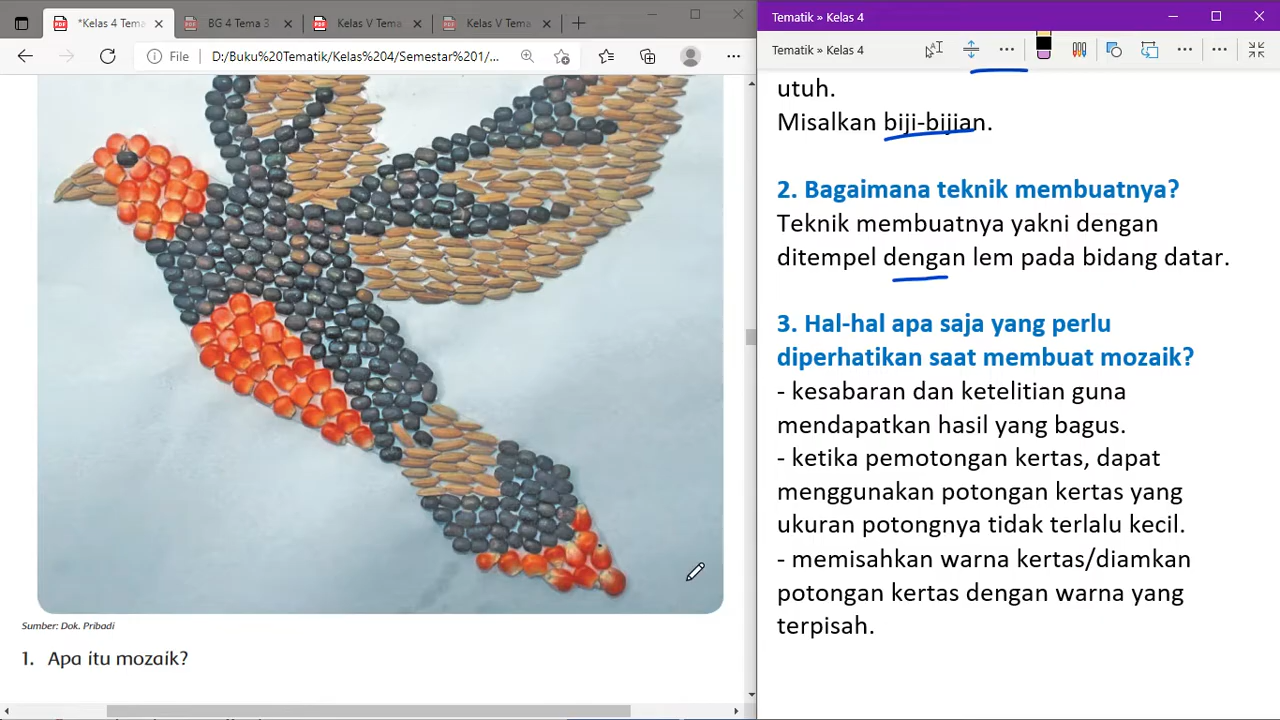 *Kelas 4 Tema
BG 4 Tema 3
Kelas V Tema
Kelas V Tema
File
D:/Buku%20Tematik/Kelas%204/Semestar%201/...
Sumber: Dok. Pribadi
1. Apa itu mozaik?
Tematik » Kelas 4
Tematik » Kelas 4
utuh.
Misalkan biji-bijian.
2. Bagaimana teknik membuatnya?
Teknik membuatnya yakni dengan
ditempel dengan lem pada bidang datar.
3. Hal-hal apa saja yang perlu
diperhatikan saat membuat mozaik?
- kesabaran dan ketelitian guna
mendapatkan hasil yang bagus.
- ketika pemotongan kertas, dapat
menggunakan potongan kertas yang
ukuran potongnya tidak terlalu kecil.
- memisahkan warna kertas/diamkan
potongan kertas dengan warna yang
terpisah.